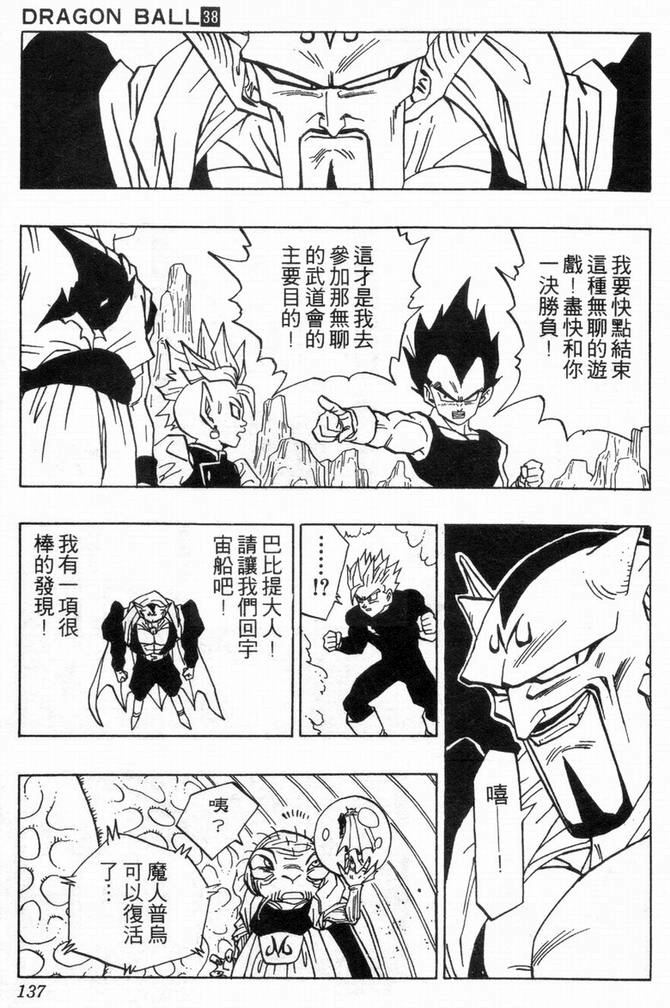 DRAGON BALL 38
我要快點結束
這種無聊的遊
戲！盡快和你
一決勝負！
這才是我去
參加那無聊
的武道會的
主要目的！
嘻
……！
……!?
巴比提大人！
請讓我們回宇
宙船吧！
我有一項很
棒的發現！
咦？
魔人普烏
可以復活
了…
137